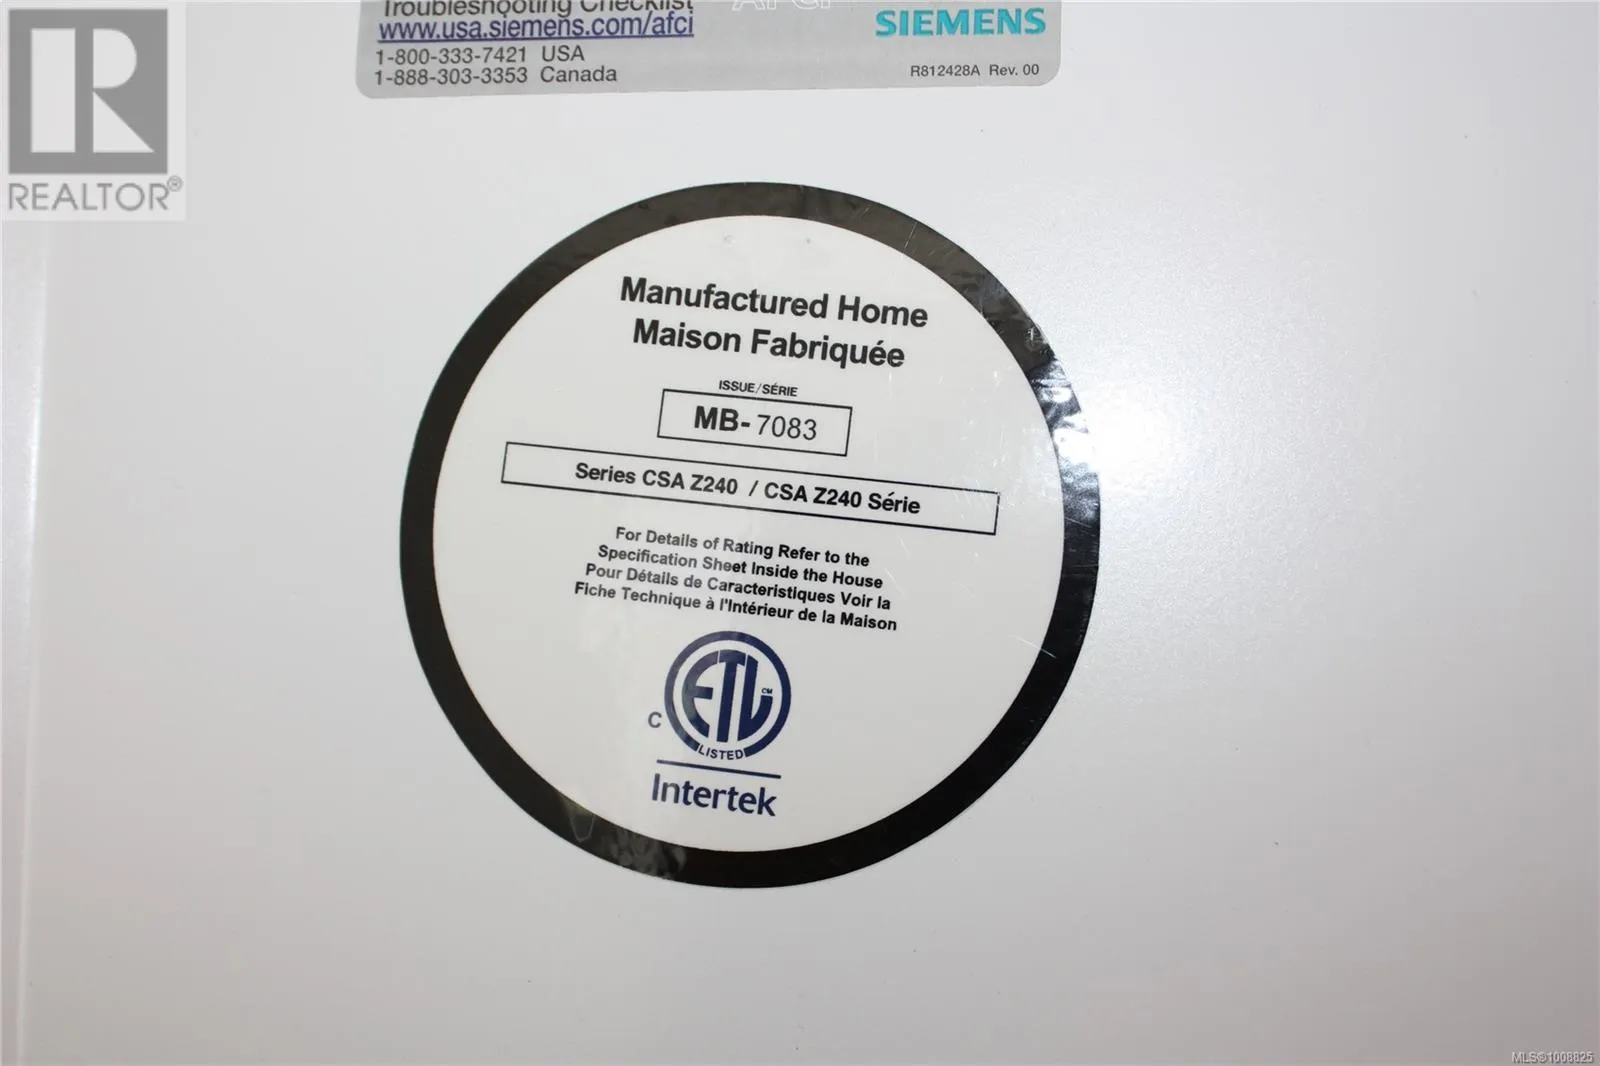 Troubleshooting Checklist
www.usa.siemens.com/afci
1-800-333-7421 USA
1-888-303-3353 Canada
AFCI
SIEMENS
R812428A Rev. 00
REALTOR®
Manufactured Home
Maison Fabriquée
ISSUE/SÉRIE
MB-7083
Series CSA Z240 / CSA Z240 Série
For Details of Rating Refer to the
Specification Sheet Inside the House
Pour Détails de Caracteristiques Voir la
Fiche Technique à l'Intérieur de la Maison
C
ETL CM
LISTED
Intertek
MLS®1008825